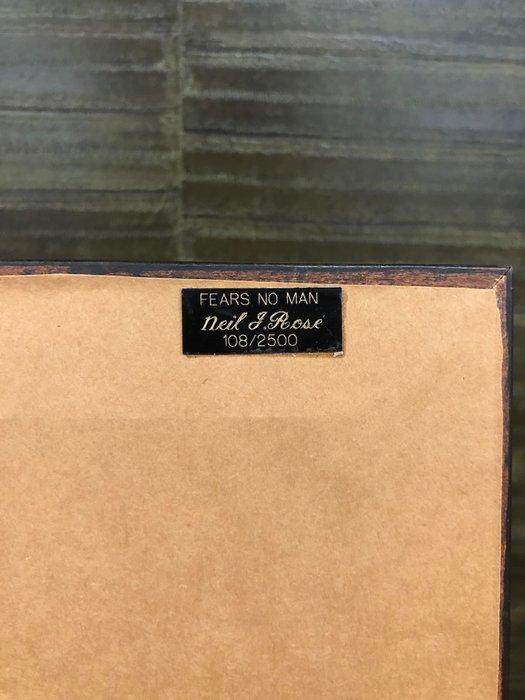 FEARS NO MAN
Neil J. Rose
108/2500